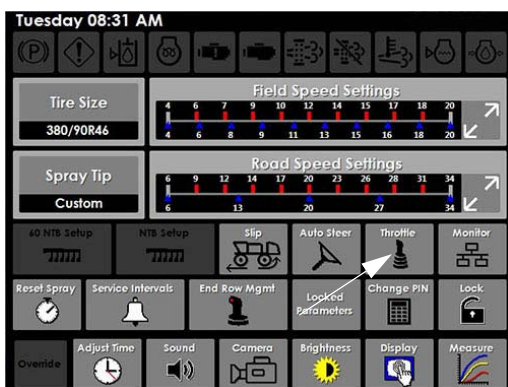 Tuesday 08:31 AM
(P)
Tire Size
380/90R46
Field Speed Settings
4 6 7 9 10 12 14 15 17 18 20
4 6 8 9 11 13 15 16 18 20
Spray Tip
Custom
Road Speed Settings
6 9 12 14 17 20 23 26 28 31 34
6 13 20 27 34
60 NTB Setup NTB Setup Slip Auto Steer Throttle Monitor
Reset Spray Service Intervals End Row Mgmt Locked Parameters Change PIN Lock
Override Adjust Time Sound Camera Brightness Display Measure